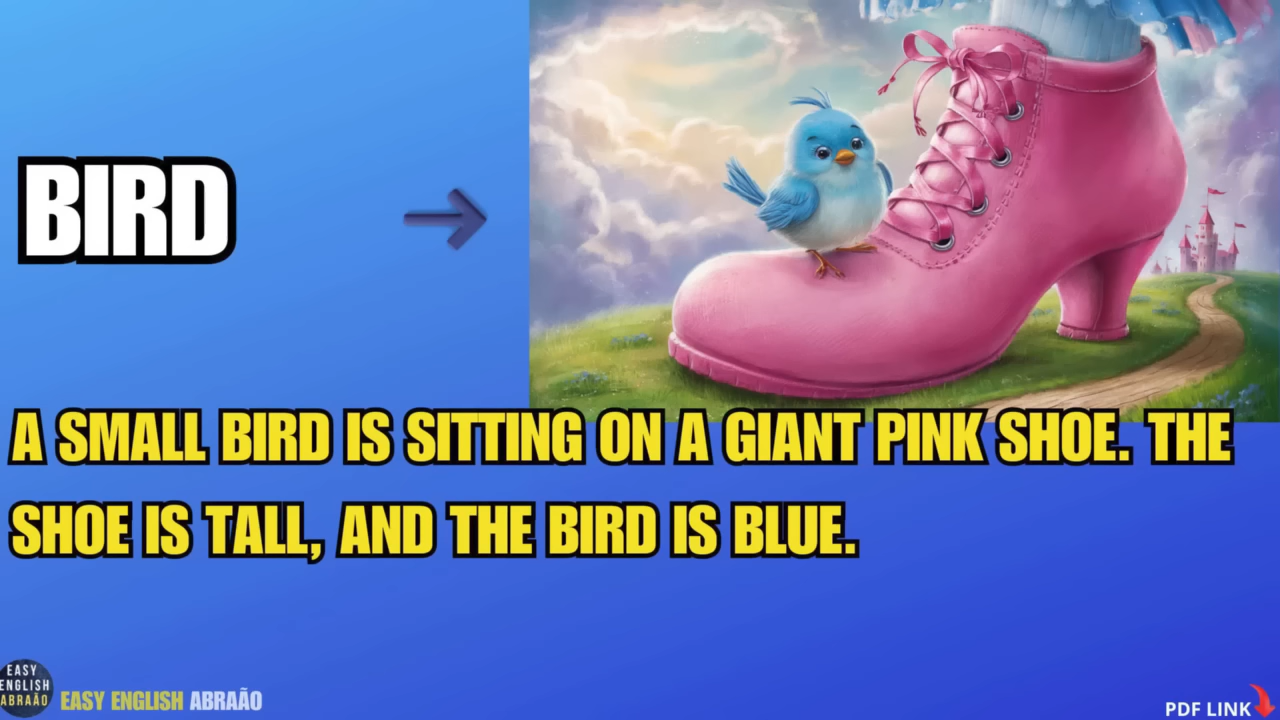 BIRD
A SMALL BIRD IS SITTING ON A GIANT PINK SHOE. THE
SHOE IS TALL, AND THE BIRD IS BLUE.
EASY
ENGLISH
ABRAÃO
EASY ENGLISH ABRAÃO
PDF LINK